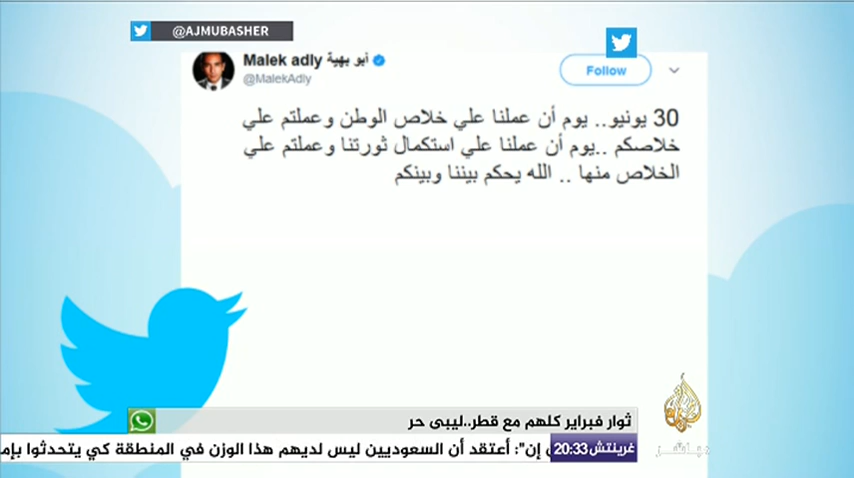 @AJMUBASHER
Malek adly أبو بهية
@MalekAdly
Follow
30 يونيو.. يوم أن عملنا علي خلاص الوطن وعملتم علي
خلاصكم ..يوم أن عملنا علي استكمال ثورتنا وعملتم علي
الخلاص منها .. الله يحكم بيننا وبينكم
ثوار فبراير كلهم مع قطر..ليبى حر
غرينتش 20:33
إن": أعتقد أن السعوديين ليس لديهم هذا الوزن في المنطقة كي يتحدثوا
الجزيرة
مباشر